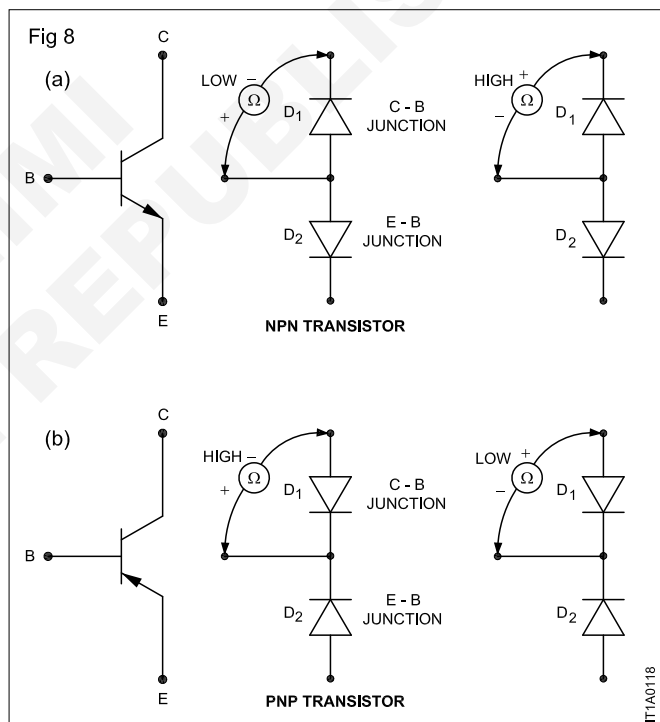 Fig 8
(a)
C
B
E
LOW
–
+
Ω
D1
C - B
JUNCTION
D2
E - B
JUNCTION
HIGH
+
–
Ω
D1
D2
NPN TRANSISTOR
(b)
C
B
E
HIGH
–
+
Ω
D1
C - B
JUNCTION
D2
E - B
JUNCTION
LOW
+
–
Ω
D1
D2
PNP TRANSISTOR
REPUBLIS